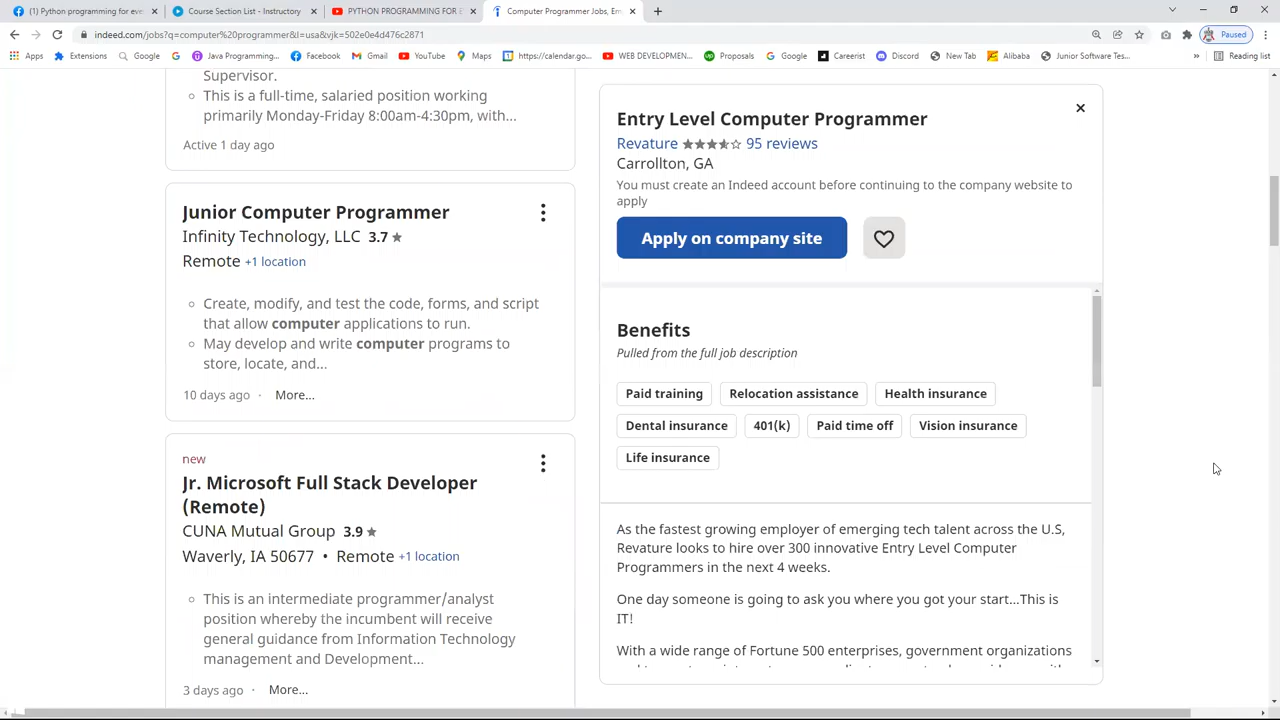 (1) Python programming for eve
Course Section List - Instructory
PYTHON PROGRAMMING FOR E
Computer Programmer Jobs, Em
indeed.com/jobs?q=computer%20programmer&l=usa&vjk=502e0e4d476c2871
Paused
Apps
Extensions
Google
Java Programming...
Facebook
Gmail
YouTube
Maps
https://calendar.go...
WEB DEVELOPMEN...
Proposals
Google
Careerist
Discord
New Tab
Alibaba
Junior Software Tes...
»
Reading list
Supervisor.
This is a full-time, salaried position working
primarily Monday-Friday 8:00am-4:30pm, with...
Active 1 day ago
Junior Computer Programmer
Infinity Technology, LLC 3.7
Remote +1 location
Create, modify, and test the code, forms, and script
that allow computer applications to run.
May develop and write computer programs to
store, locate, and...
10 days ago · More...
new
Jr. Microsoft Full Stack Developer
(Remote)
CUNA Mutual Group 3.9
Waverly, IA 50677 • Remote +1 location
This is an intermediate programmer/analyst
position whereby the incumbent will receive
general guidance from Information Technology
management and Development...
3 days ago · More...
Entry Level Computer Programmer
Revature 95 reviews
Carrollton, GA
You must create an Indeed account before continuing to the company website to
apply
Apply on company site
Benefits
Pulled from the full job description
Paid training
Relocation assistance
Health insurance
Dental insurance
401(k)
Paid time off
Vision insurance
Life insurance
As the fastest growing employer of emerging tech talent across the U.S,
Revature looks to hire over 300 innovative Entry Level Computer
Programmers in the next 4 weeks.
One day someone is going to ask you where you got your start...This is
IT!
With a wide range of Fortune 500 enterprises, government organizations